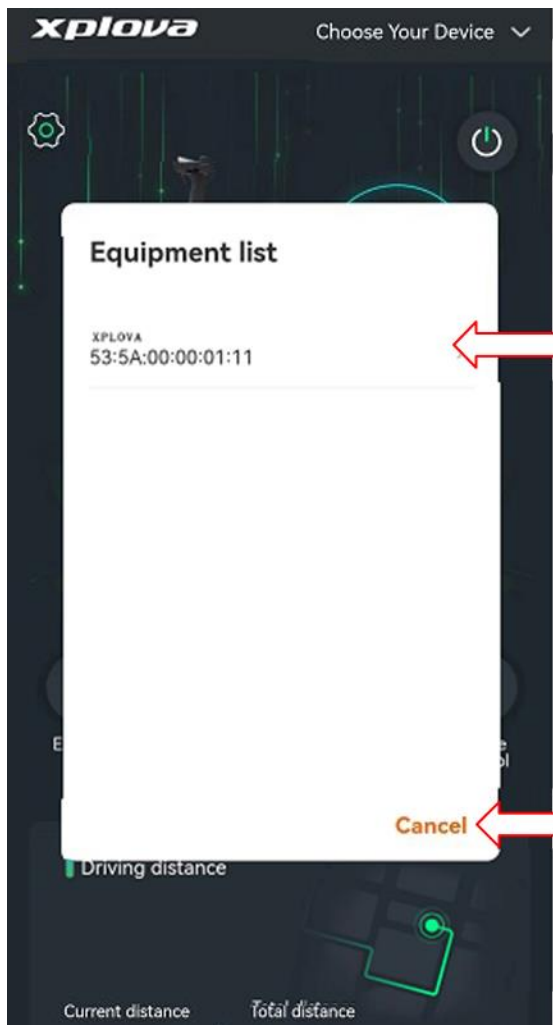 xplova
Choose Your Device
Equipment list
XPLOVA
53:5A:00:00:01:11
Cancel
Driving distance
Current distance
Total distance